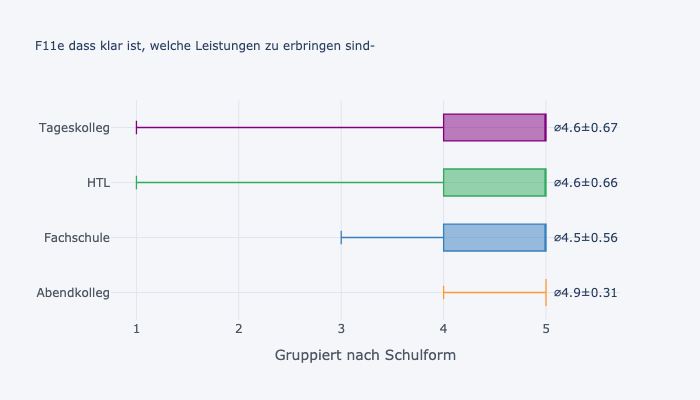 F11e dass klar ist, welche Leistungen zu erbringen sind-
Tageskolleg
⌀4.6±0.67
HTL
⌀4.6±0.66
Fachschule
⌀4.5±0.56
Abendkolleg
⌀4.9±0.31
1 2 3 4 5
Gruppiert nach Schulform